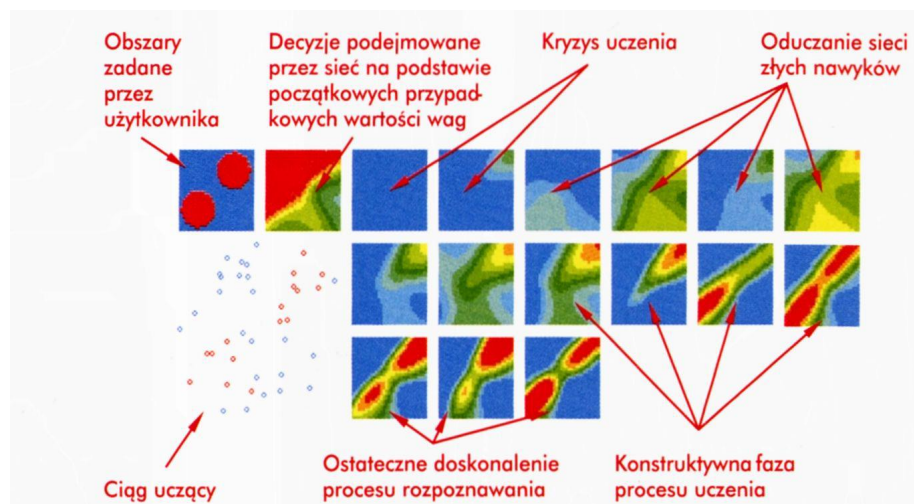 Obszary
zadane
przez
użytkownika
Decyzje podejmowane
przez sieć na podstawie
początkowych przypad-
kowych wartości wag
Kryzys uczenia
Oduczanie sieci
złych nawyków
Ciąg uczący
Ostateczne doskonalenie
procesu rozpoznawania
Konstruktywna faza
procesu uczenia